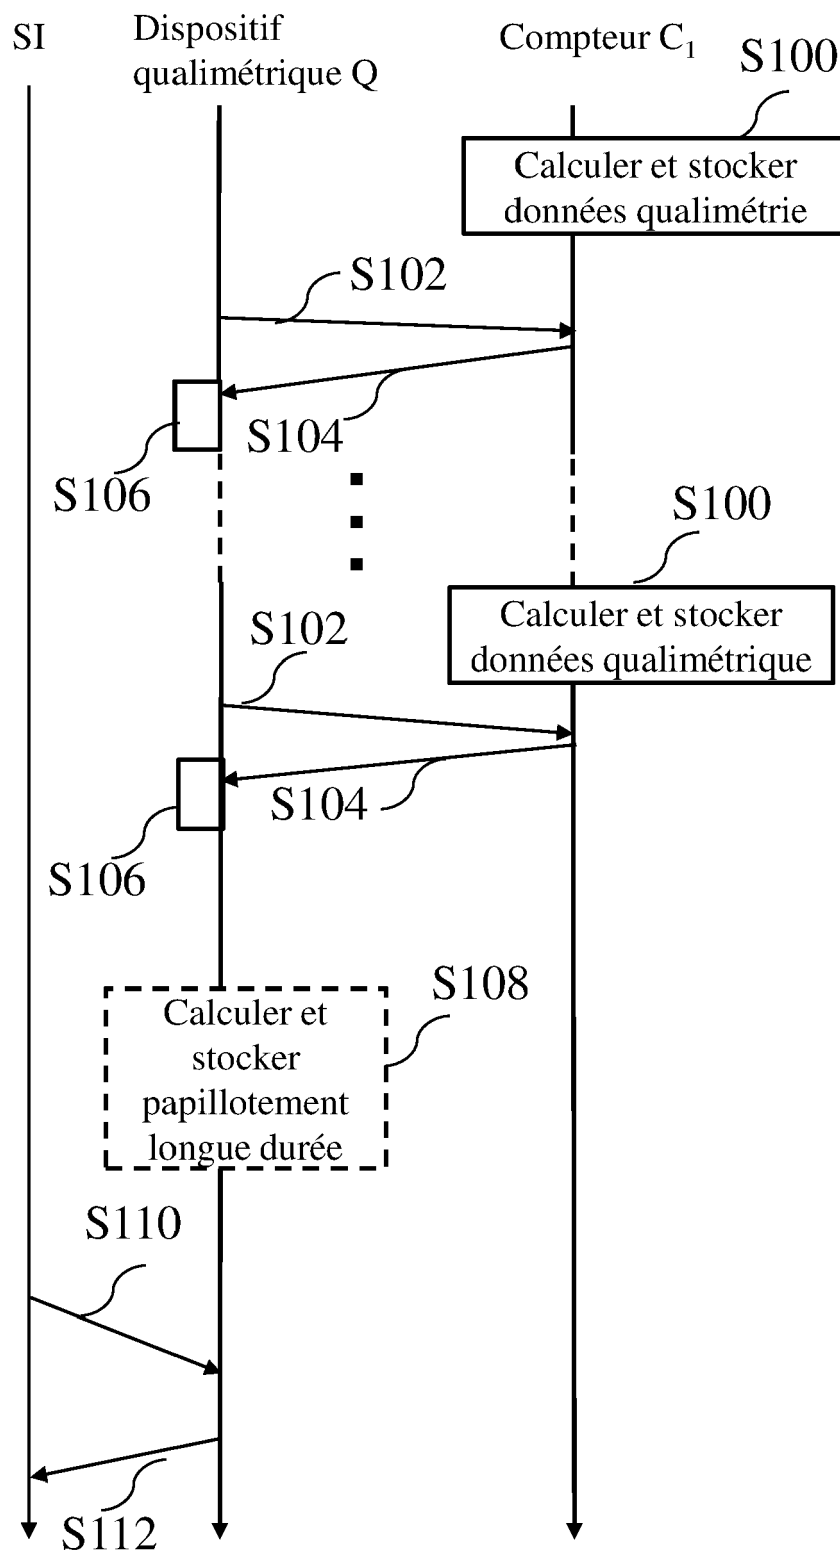 SI
Dispositif
qualimétrique Q
Compteur C₁
S100
Calculer et stocker
données qualimétrie
S102
S104
S106
S100
Calculer et stocker
données qualimétrique
S102
S104
S106
S108
Calculer et
stocker
papillotement
longue durée
S110
S112